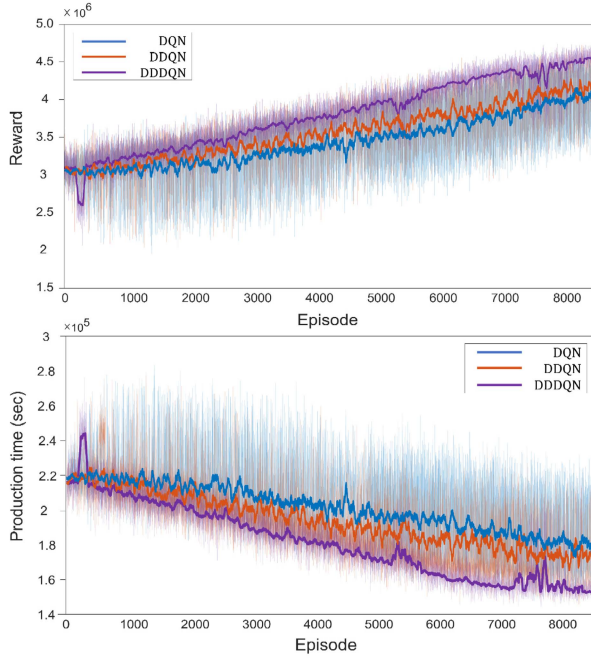 ×10⁶
5.0
4.5
4.0
3.5
3
2.5
2
1.5
Reward
DQN
DDQN
DDDQN
0 1000 2000 3000 4000 5000 6000 7000 8000
Episode
×10⁵
3
2.8
2.6
2.4
2.2
2
1.8
1.6
1.4
Production time (sec)
DQN
DDQN
DDDQN
0 1000 2000 3000 4000 5000 6000 7000 8000
Episode